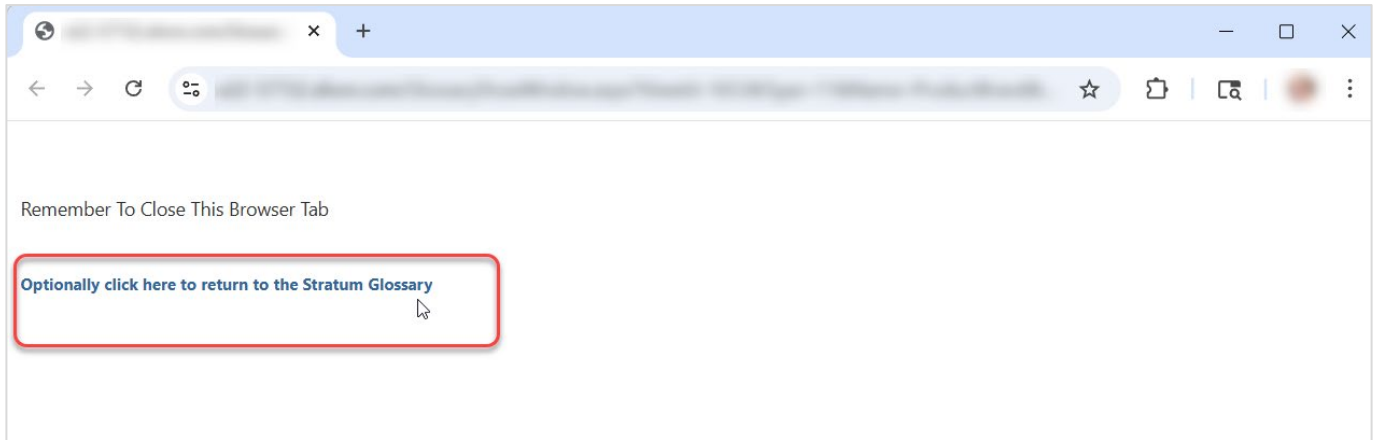 Remember To Close This Browser Tab
Optionally click here to return to the Stratum Glossary